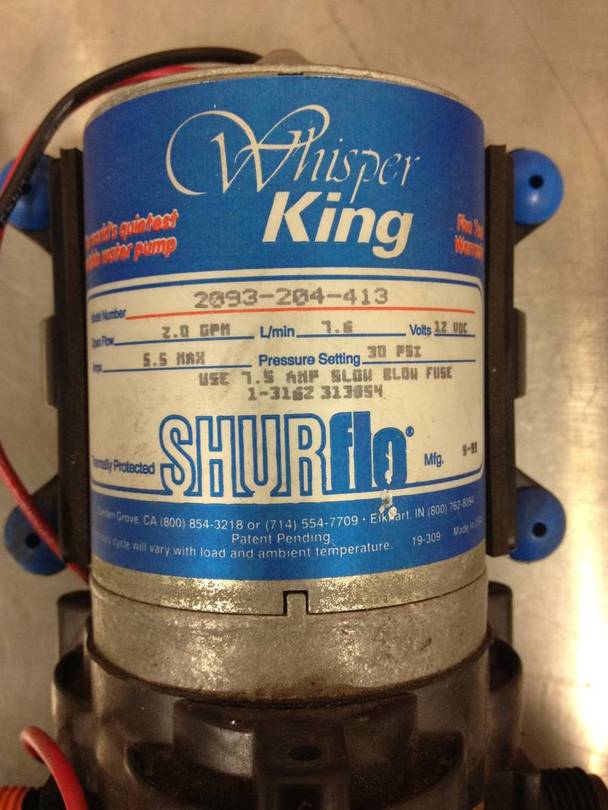 Whisper
King
world's quietest
water pump
Model Number 2093-204-413
Open Flow 2.0 GPM L/min 7.6 Volts 12 VDC
Amps 5.5 MAX Pressure Setting 30 PSI
USE 7.5 AMP SLOW BLOW FUSE
1-3162 313054
Thermally Protected SHURflo® Mfg.
Garden Grove, CA (800) 854-3218 or (714) 554-7709 • Elkhart, IN (800) 762-8094
Patent Pending
cycle will vary with load and ambient temperature. 19-309 Made in USA